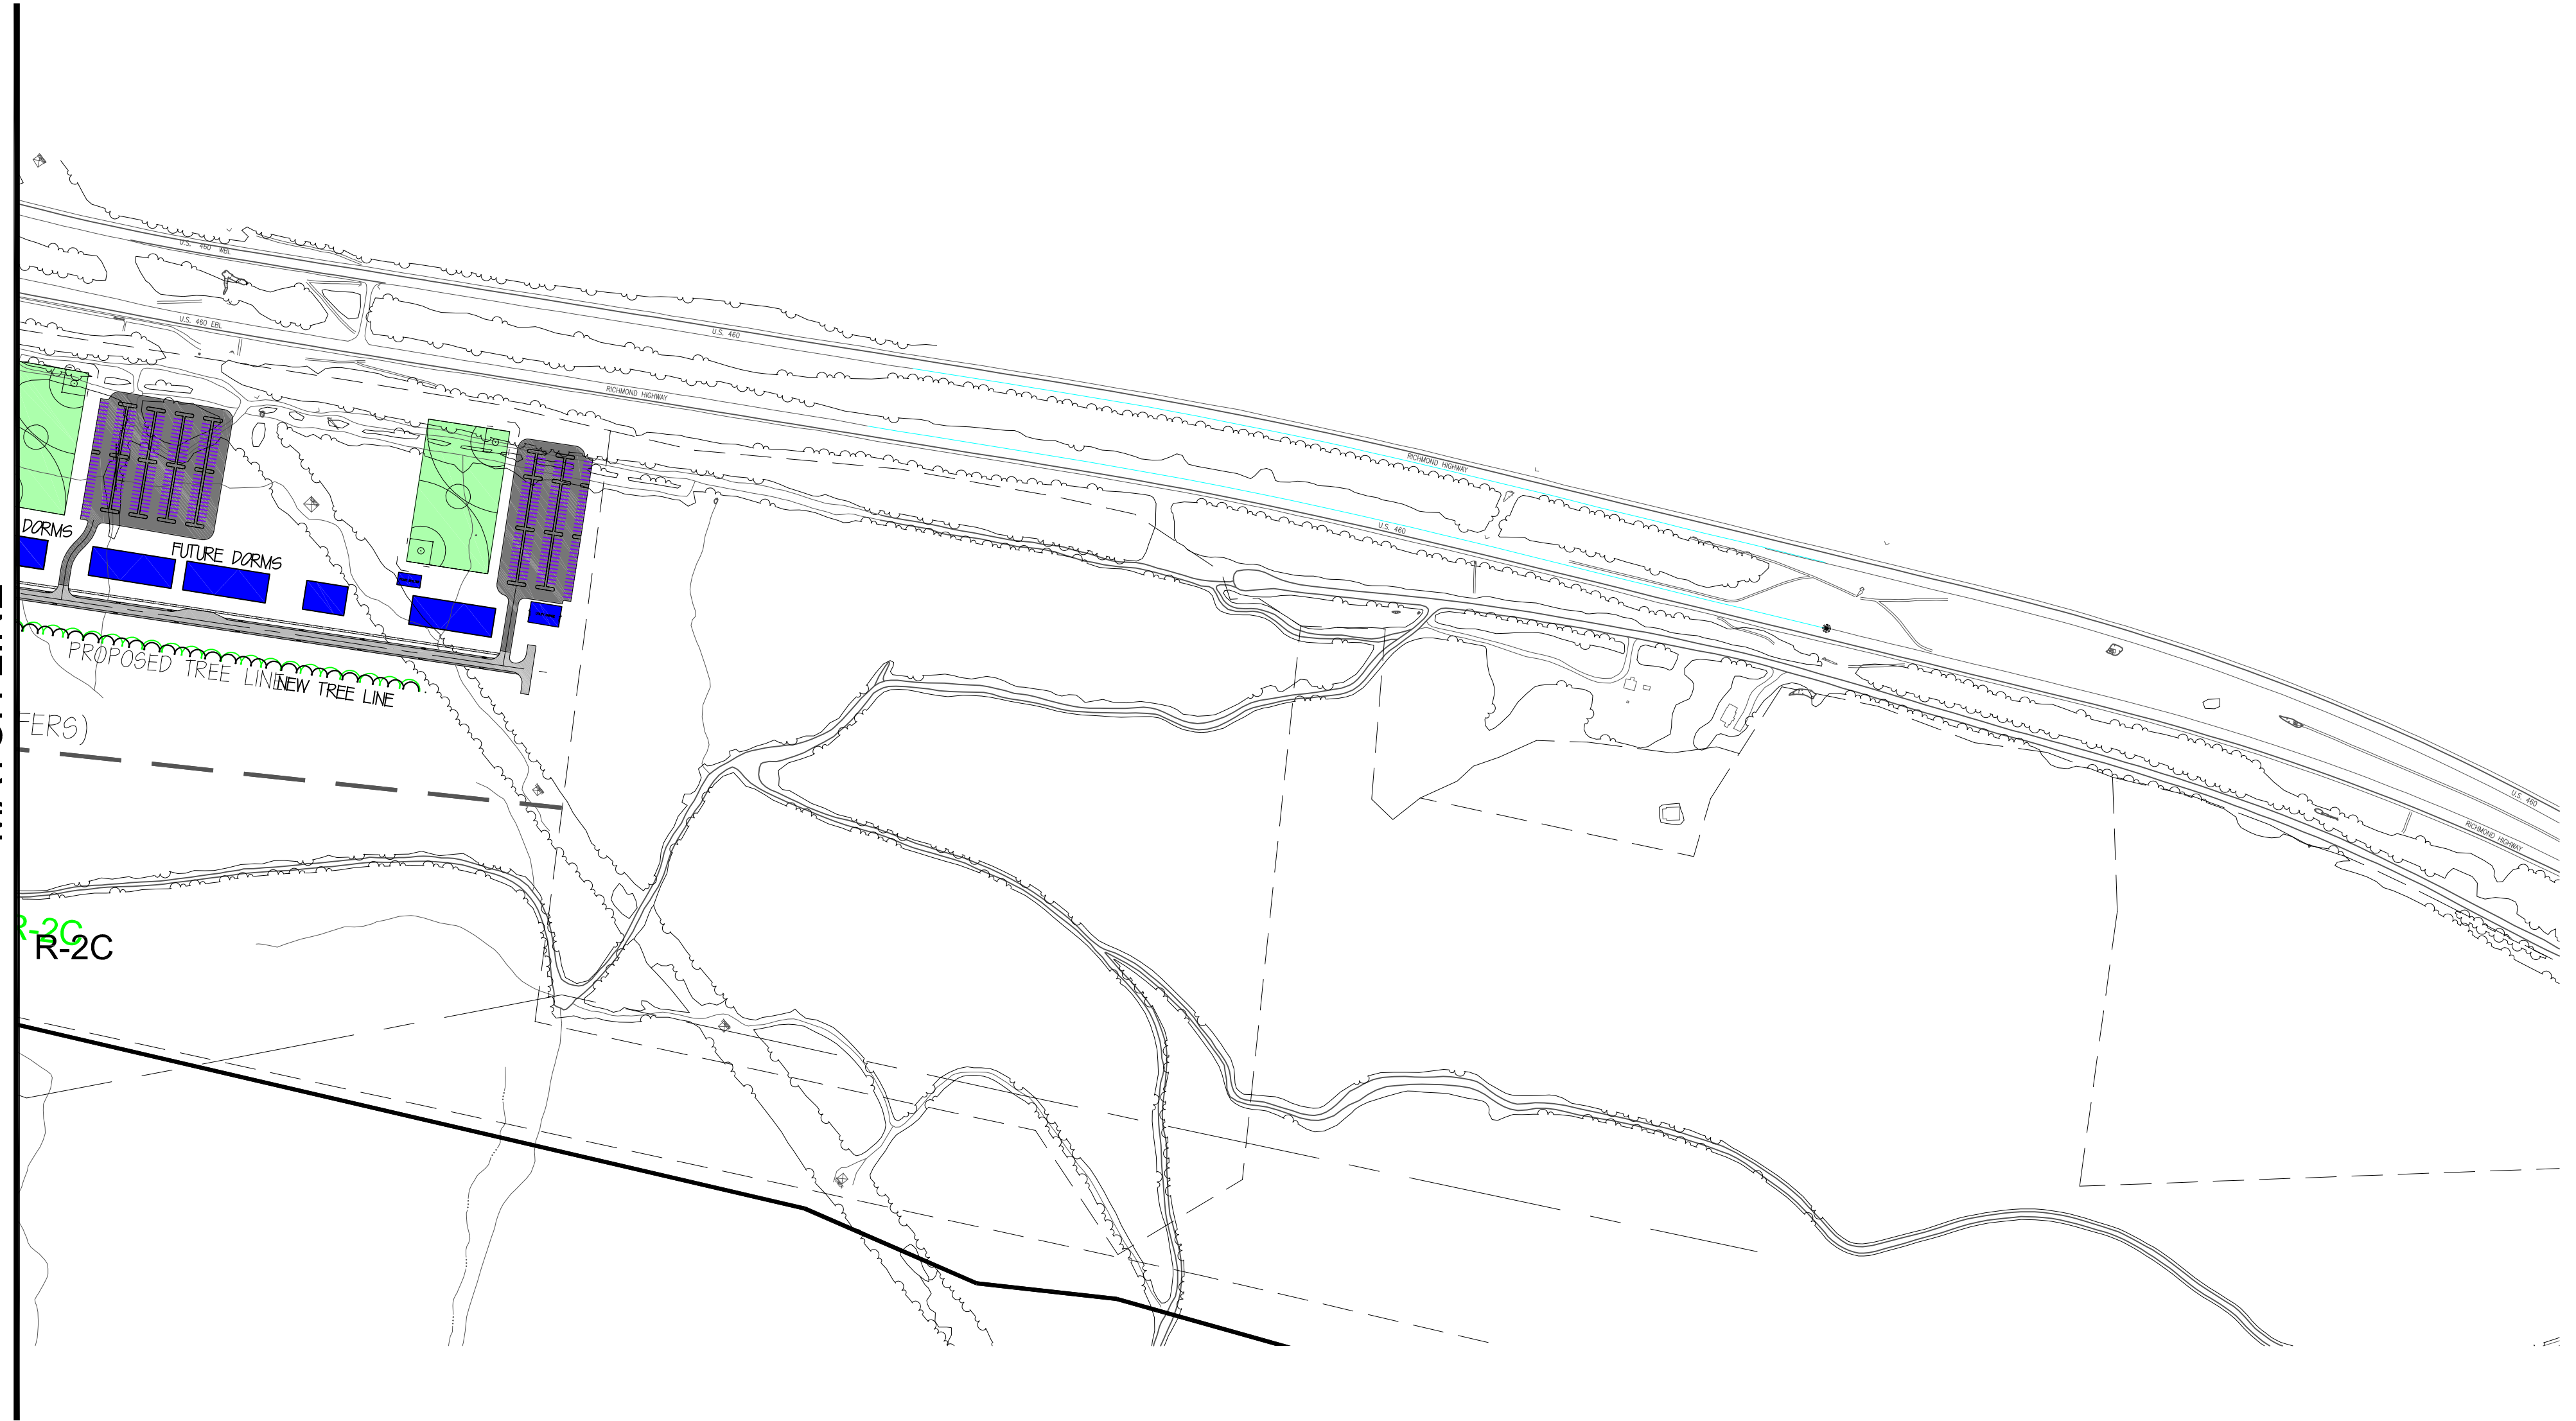 U.S. 460 WBL
U.S. 460 EBL
U.S. 460
RICHMOND HIGHWAY
RICHMOND HIGHWAY
U.S. 460
DORMS
FUTURE DORMS
PROPOSED TREE LINE
NEW TREE LINE
FERS)
U.S. 460
RICHMOND HIGHWAY
R-2C
R-2C